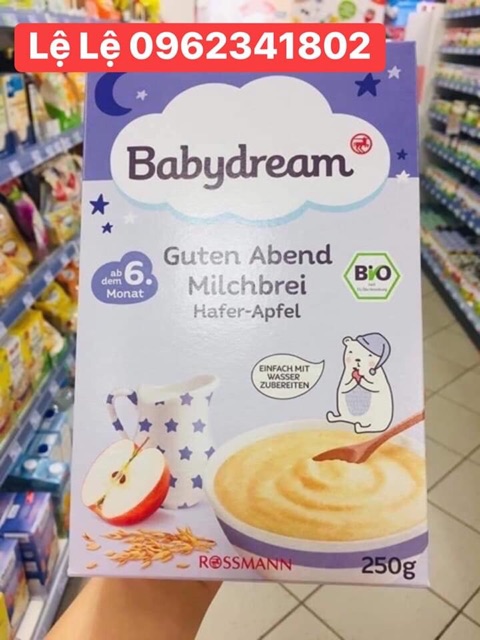 Lệ Lệ 0962341802
Babydream
ab
dem
6.
Monat
Guten Abend
Milchbrei
Hafer-Apfel
BIO
EINFACH MIT
WASSER
ZUBEREITEN
ROSSMANN
250g